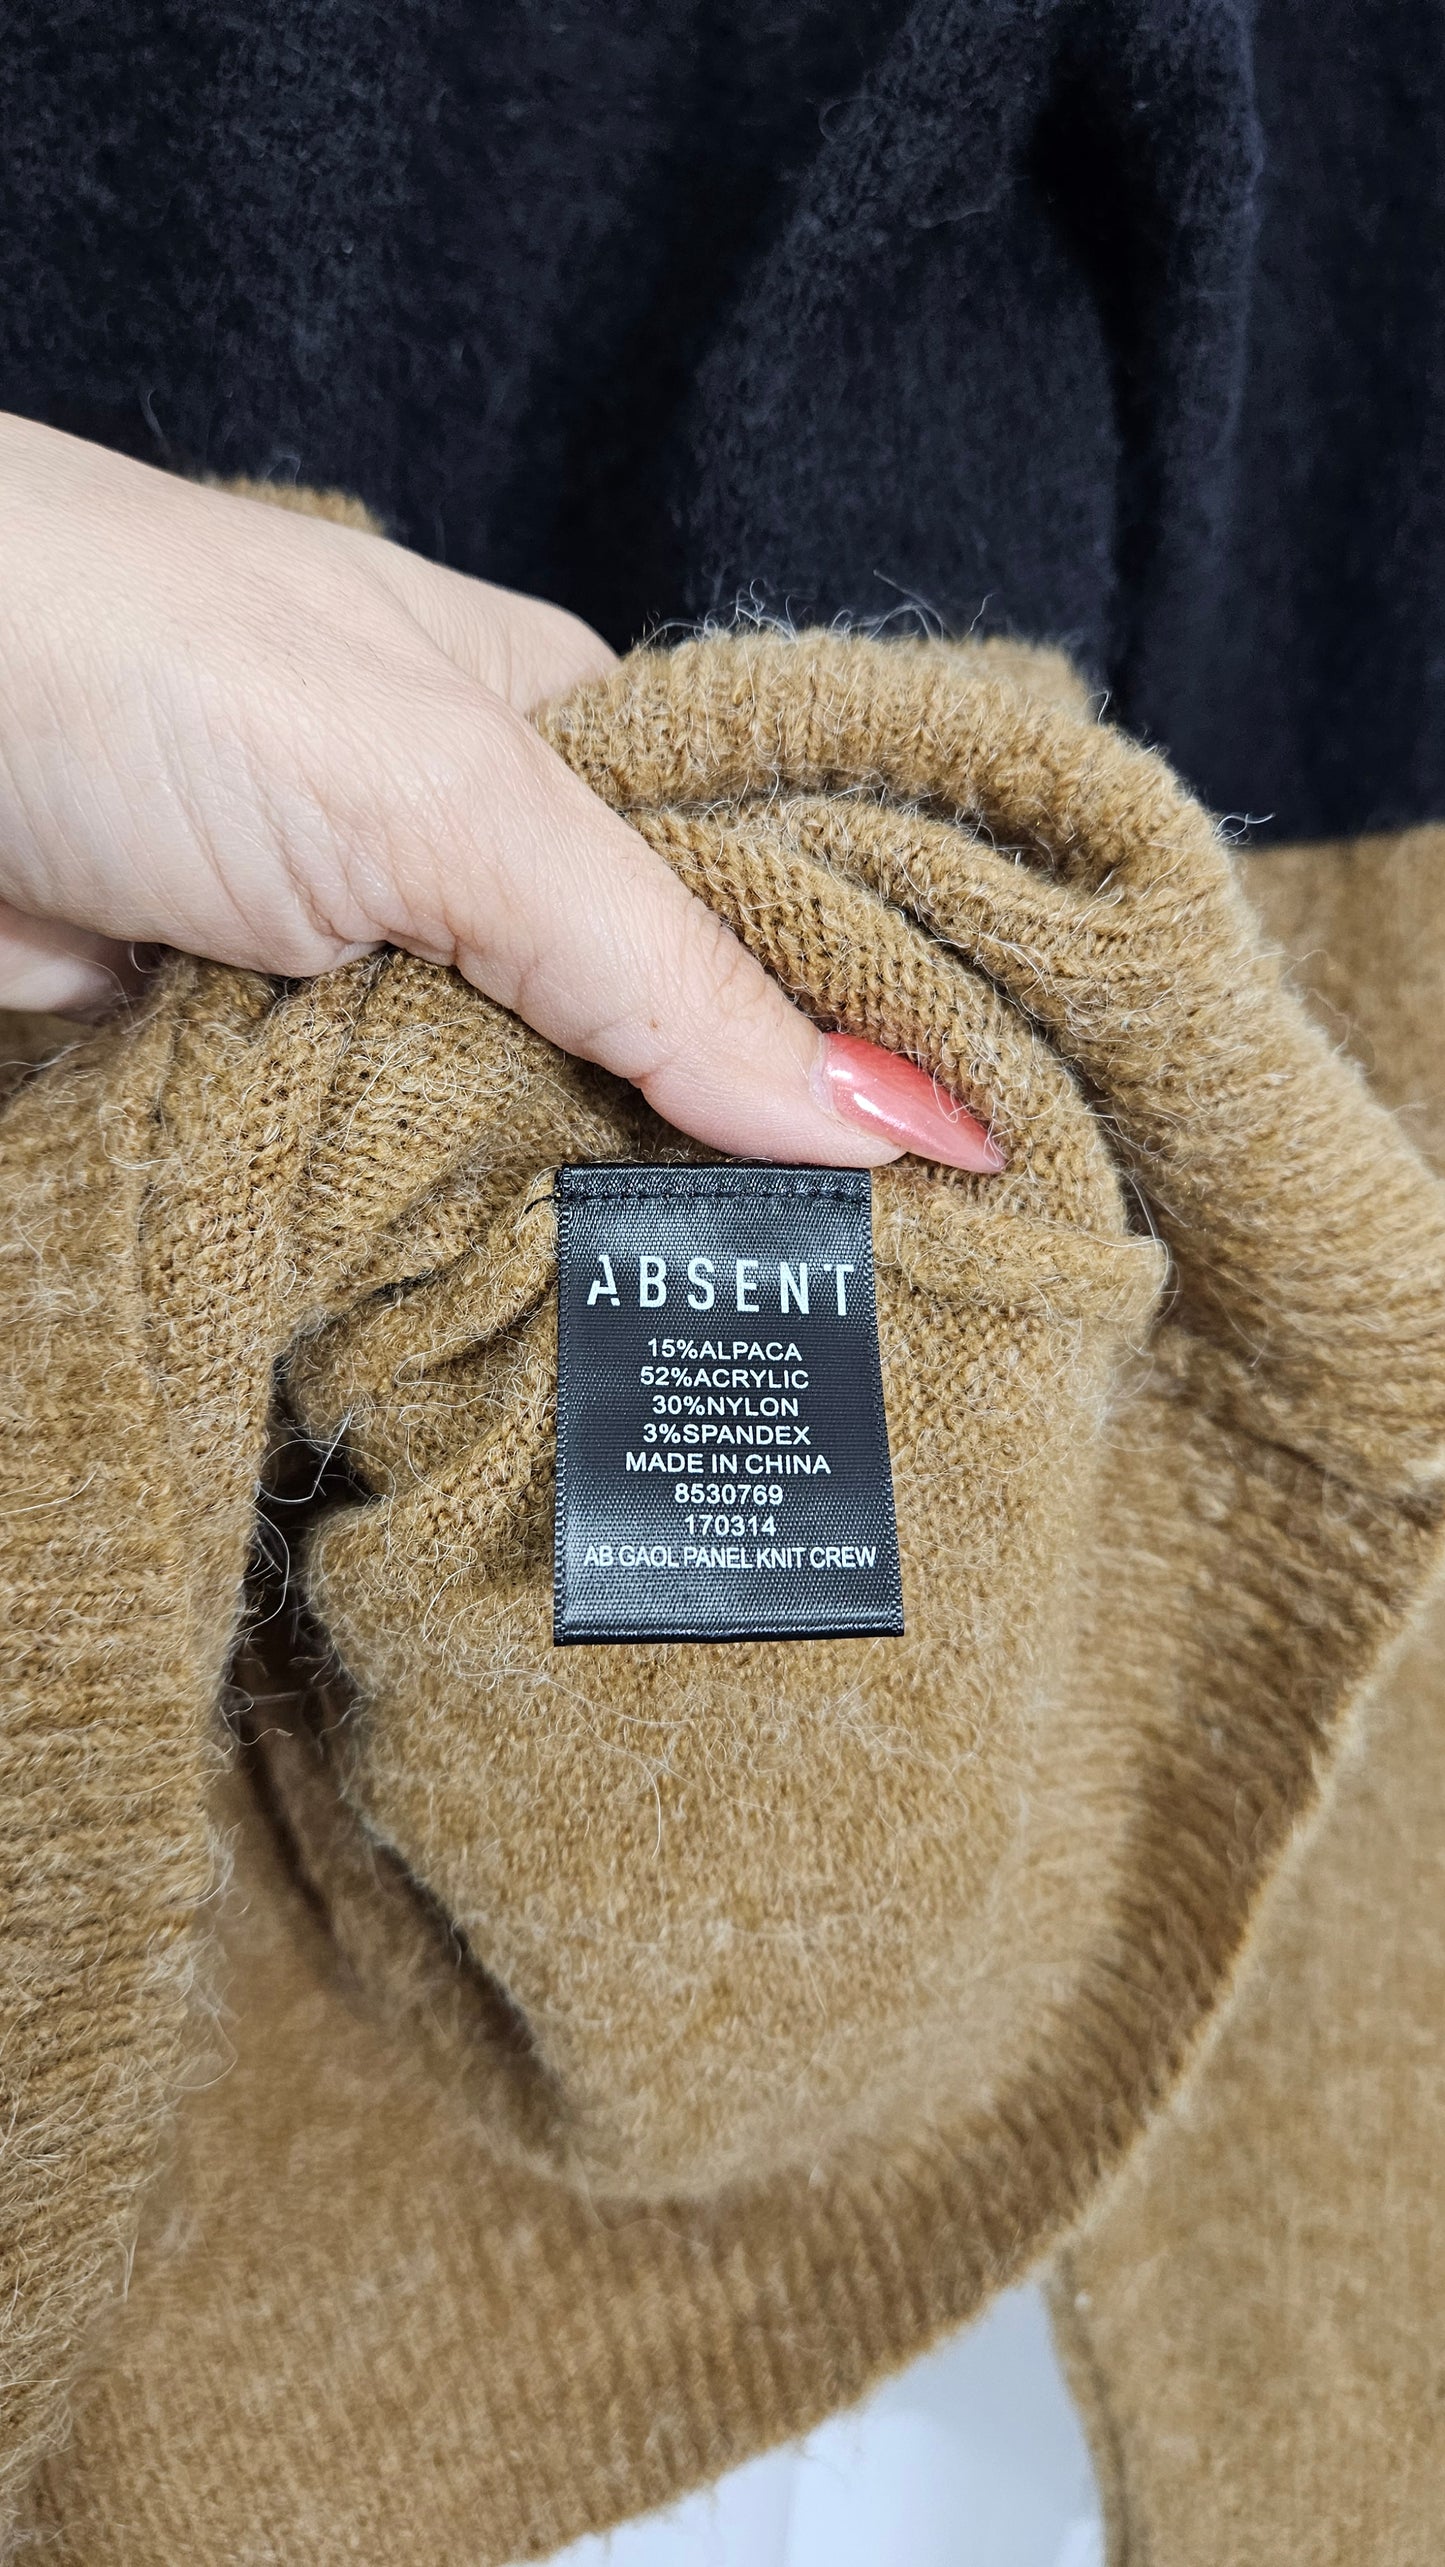 ABSENT
15%ALPACA
52%ACRYLIC
30%NYLON
3%SPANDEX
MADE IN CHINA
8530769
170314
AB GAOL PANEL KNIT CREW